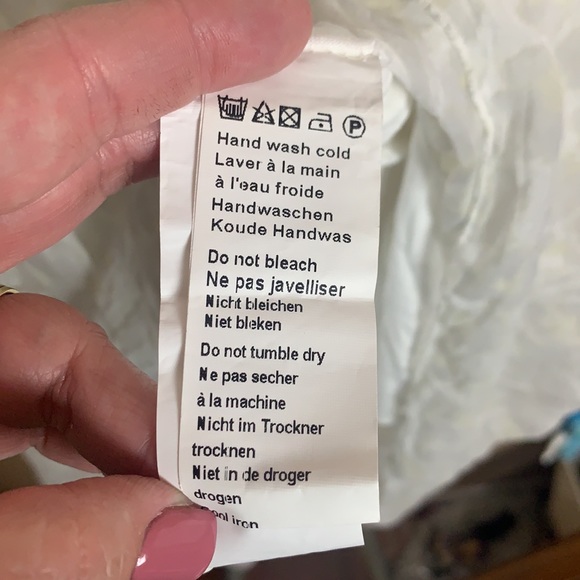 P
Hand wash cold
Laver à la main
à l'eau froide
Handwaschen
Koude Handwas
Do not bleach
Ne pas javelliser
Nicht bleichen
Niet bleken
Do not tumble dry
Ne pas secher
à la machine
Nicht im Trockner
trocknen
Niet in de droger
drogen
iron